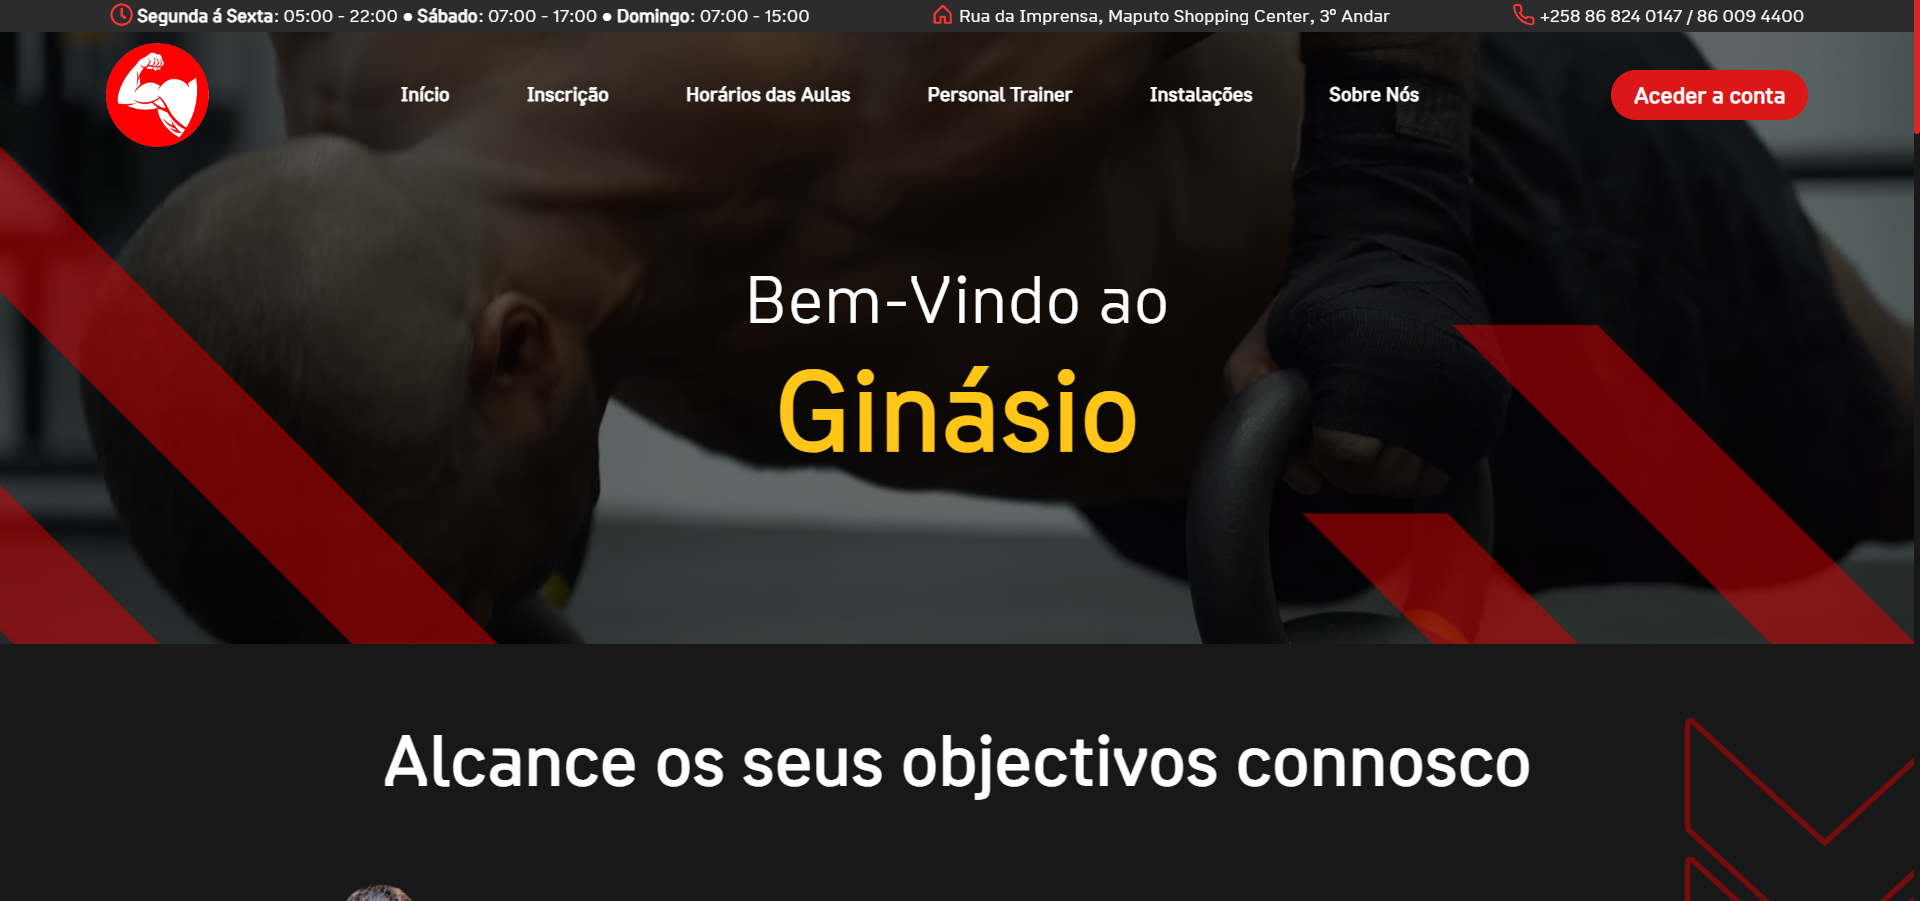 Segunda á Sexta: 05:00 - 22:00 ● Sábado: 07:00 - 17:00 ● Domingo: 07:00 - 15:00
Rua da Imprensa, Maputo Shopping Center, 3º Andar
+258 86 824 0147 / 86 009 4400
Início
Inscrição
Horários das Aulas
Personal Trainer
Instalações
Sobre Nós
Aceder a conta
Bem-Vindo ao
Ginásio
Alcance os seus objectivos connosco